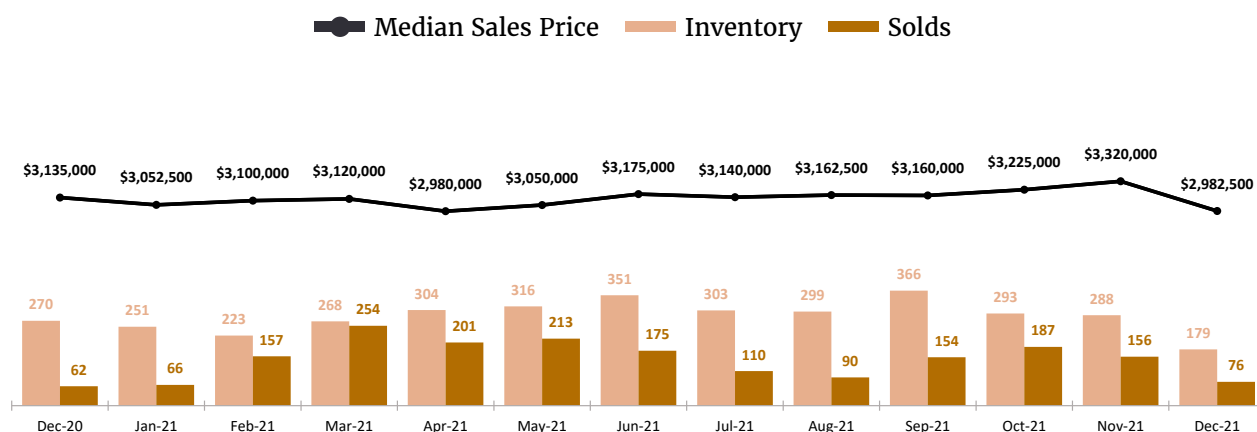 Median Sales Price Inventory Solds
$3,135,000 $3,052,500 $3,100,000 $3,120,000 $2,980,000 $3,050,000 $3,175,000 $3,140,000 $3,162,500 $3,160,000 $3,225,000 $3,320,000 $2,982,500
270 251 223 268 304 316 351 303 299 366 293 288 179
62 66 157 254 201 213 175 110 90 154 187 156 76
Dec-20 Jan-21 Feb-21 Mar-21 Apr-21 May-21 Jun-21 Jul-21 Aug-21 Sep-21 Oct-21 Nov-21 Dec-21